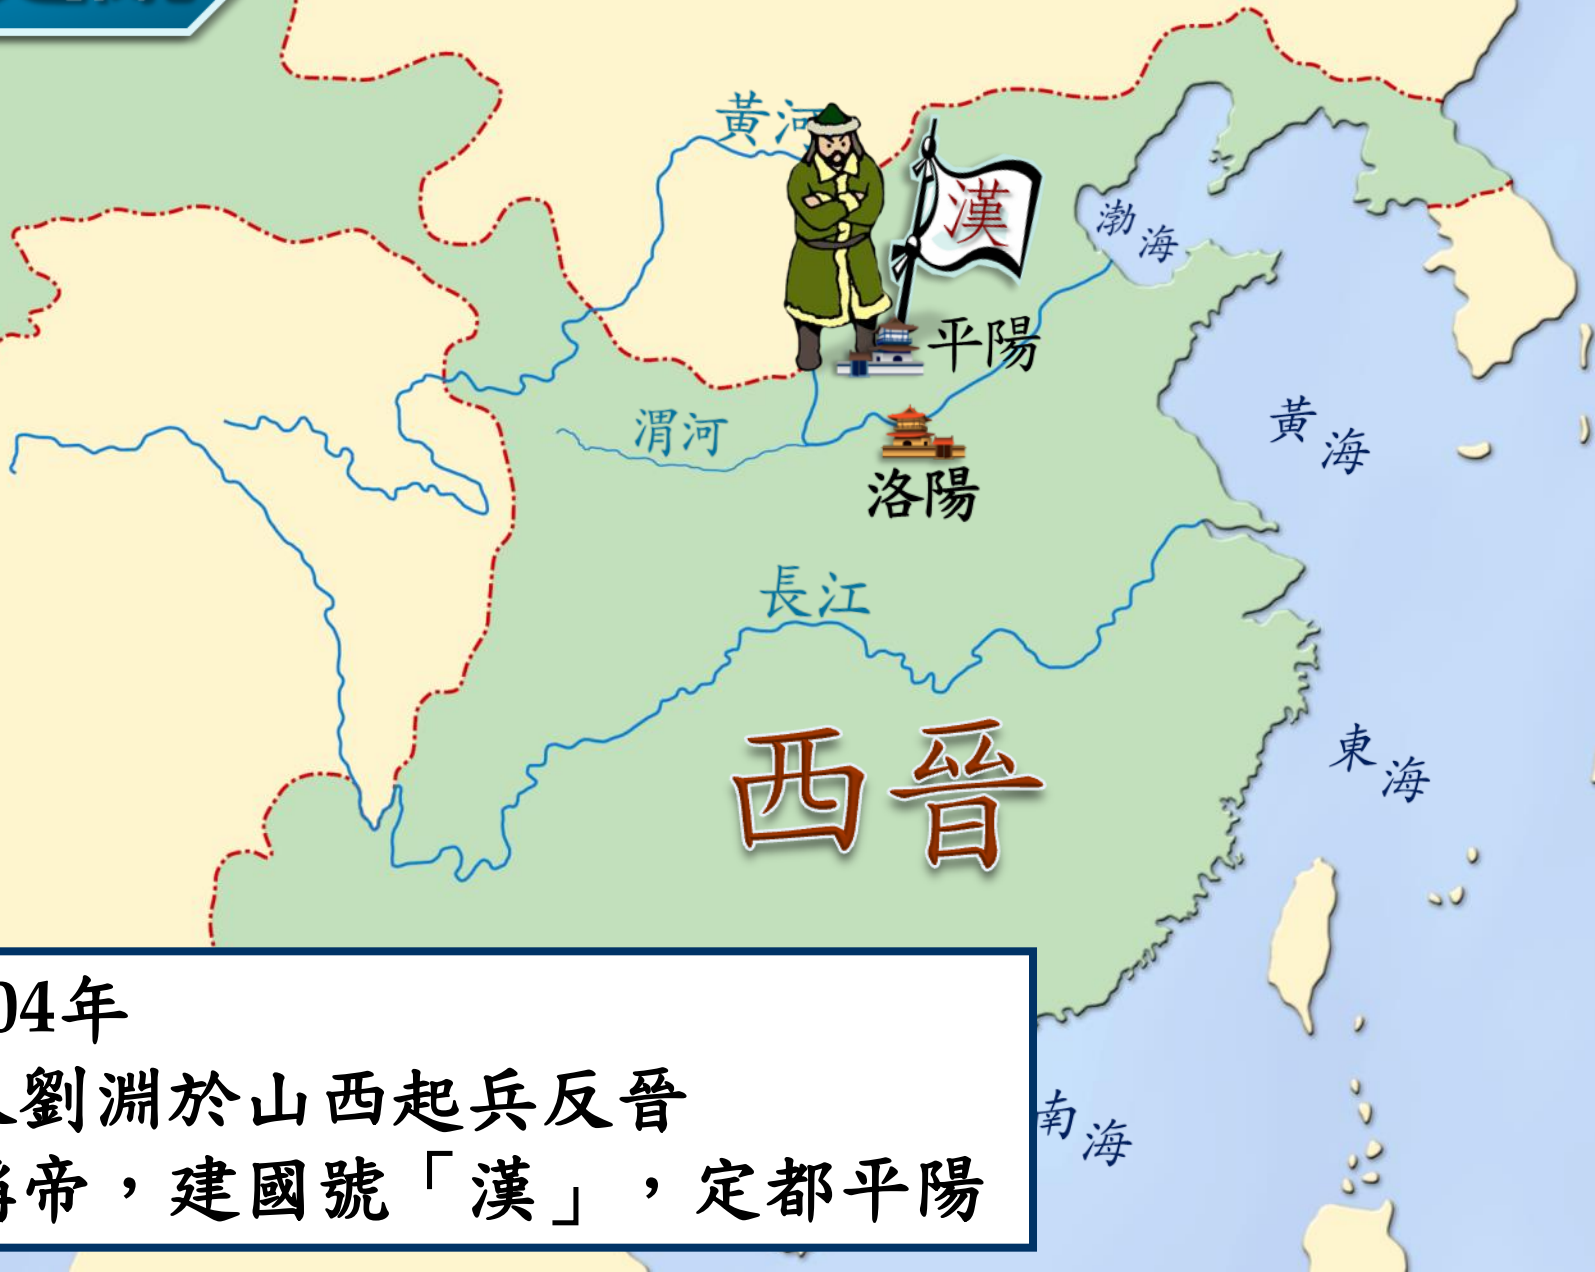 黃河
漢
渤海
平陽
渭河
洛陽
黃海
長江
西晉
東海
04年
劉淵於山西起兵反晉
帝，建國號「漢」，定都平陽
南海